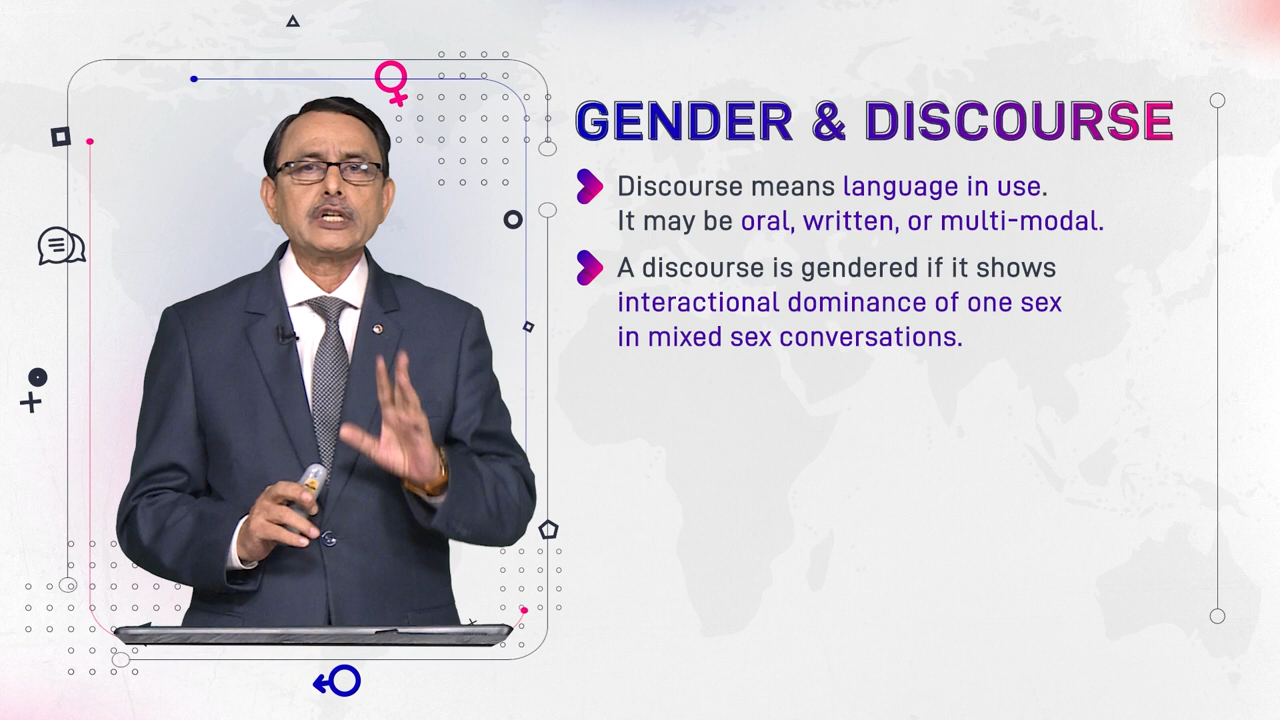 GENDER & DISCOURSE
Discourse means language in use.
It may be oral, written, or multi-modal.
A discourse is gendered if it shows
interactional dominance of one sex
in mixed sex conversations.